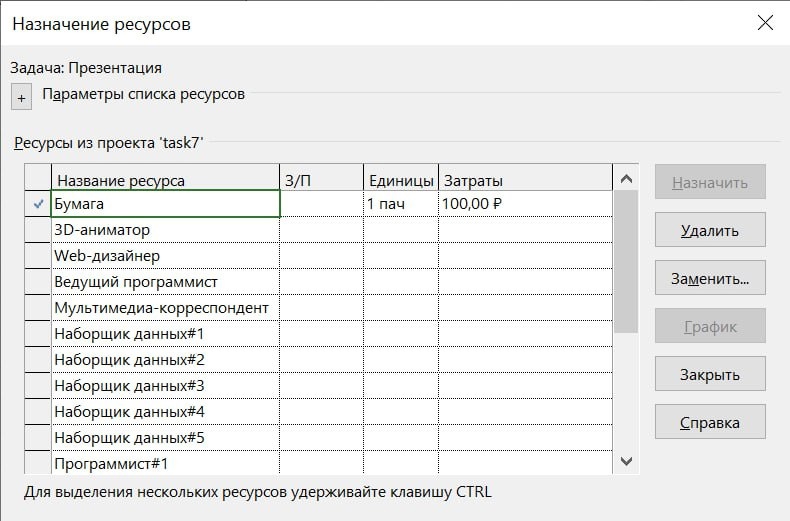 Назначение ресурсов
Задача: Презентация
+ Параметры списка ресурсов
Ресурсы из проекта 'task7'
Название ресурса З/П Единицы Затраты
Бумага 1 пач 100,00 ₽
3D-аниматор
Web-дизайнер
Ведущий программист
Мультимедиа-корреспондент
Наборщик данных#1
Наборщик данных#2
Наборщик данных#3
Наборщик данных#4
Наборщик данных#5
Программист#1
Назначить
Удалить
Заменить...
График
Закрыть
Справка
Для выделения нескольких ресурсов удерживайте клавишу CTRL